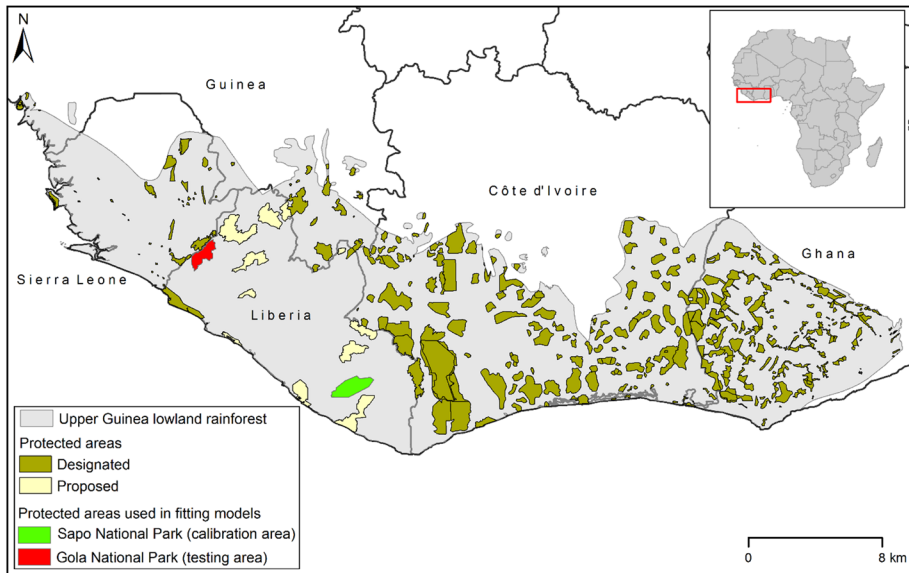 N
Guinea
Côte d'Ivoire
Ghana
Sierra Leone
Liberia
Upper Guinea lowland rainforest
Protected areas
Designated
Proposed
Protected areas used in fitting models
Sapo National Park (calibration area)
Gola National Park (testing area)
0 8 km